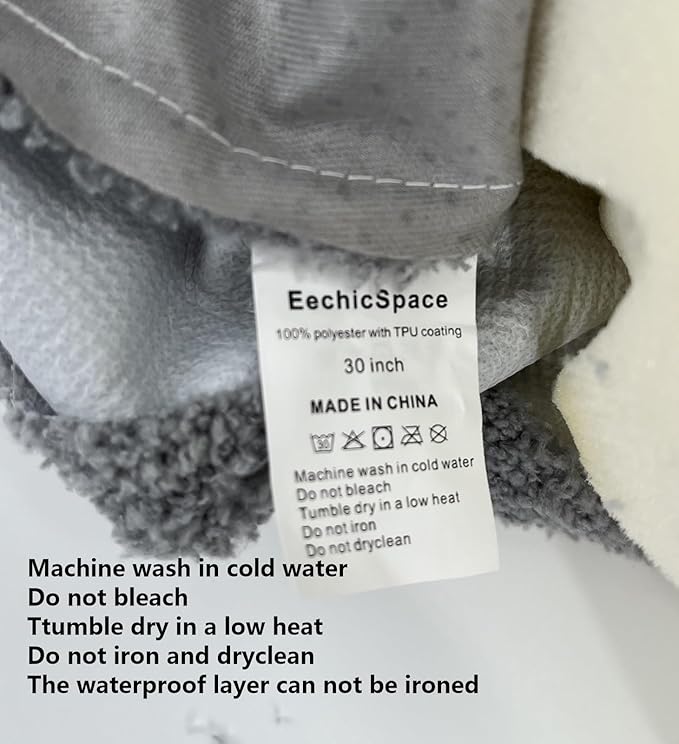 EechicSpace
100% polyester with TPU coating
30 inch
MADE IN CHINA
30
Machine wash in cold water
Do not bleach
Tumble dry in a low heat
Do not iron
Do not dryclean
Machine wash in cold water
Do not bleach
Ttumble dry in a low heat
Do not iron and dryclean
The waterproof layer can not be ironed